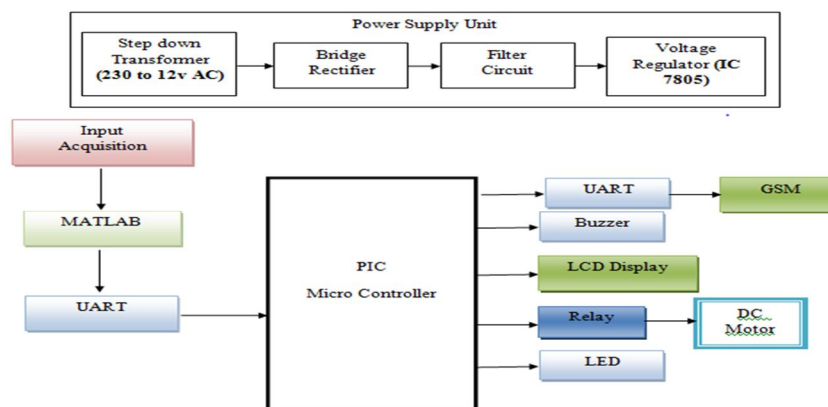 Power Supply Unit
Step down
Transformer
(230 to 12v AC)
Bridge
Rectifier
Filter
Circuit
Voltage
Regulator (IC
7805)
Input
Acquisition
MATLAB
UART
PIC
Micro Controller
UART
GSM
Buzzer
LCD Display
Relay
DC
Motor
LED